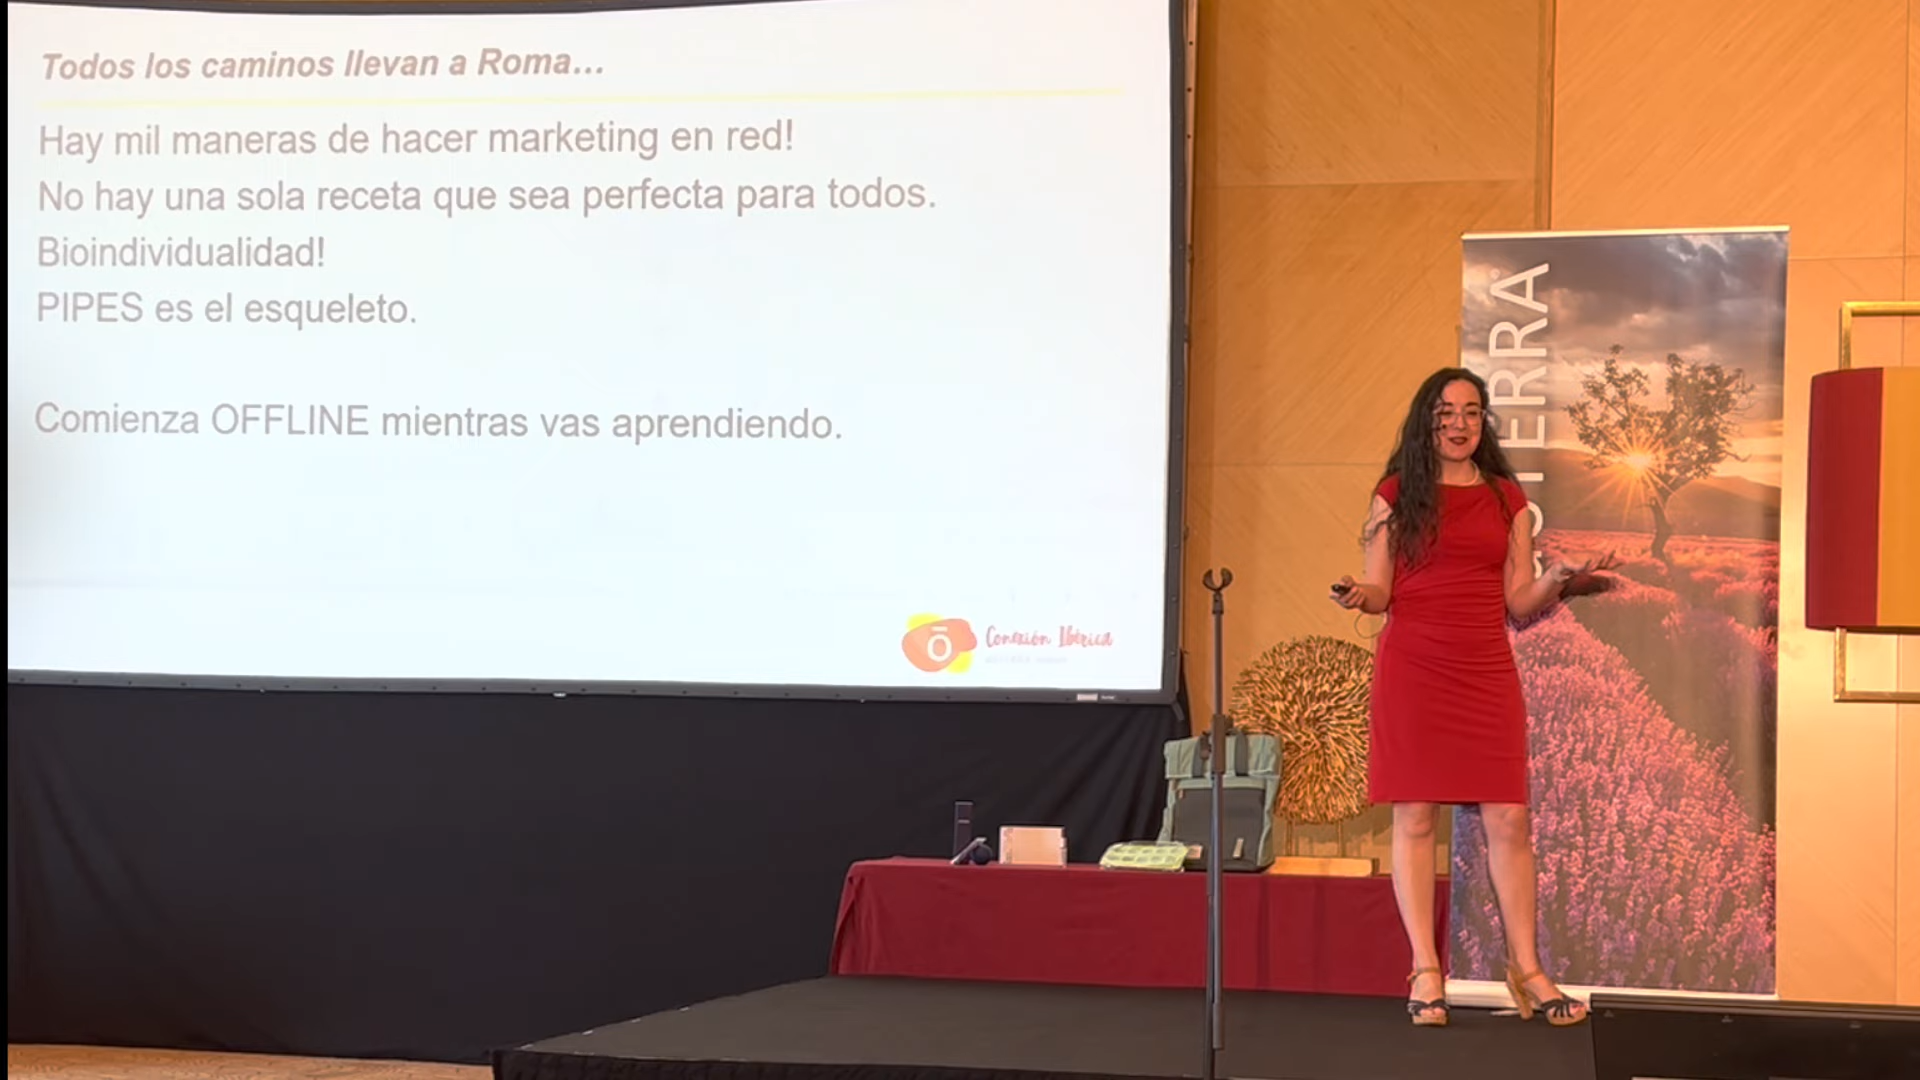 Todos los caminos llevan a Roma...
Hay mil maneras de hacer marketing en red!
No hay una sola receta que sea perfecta para todos.
Bioindividualidad!
PIPES es el esqueleto.
Comienza OFFLINE mientras vas aprendiendo.
ō
Conexión Ibérica
TERRA